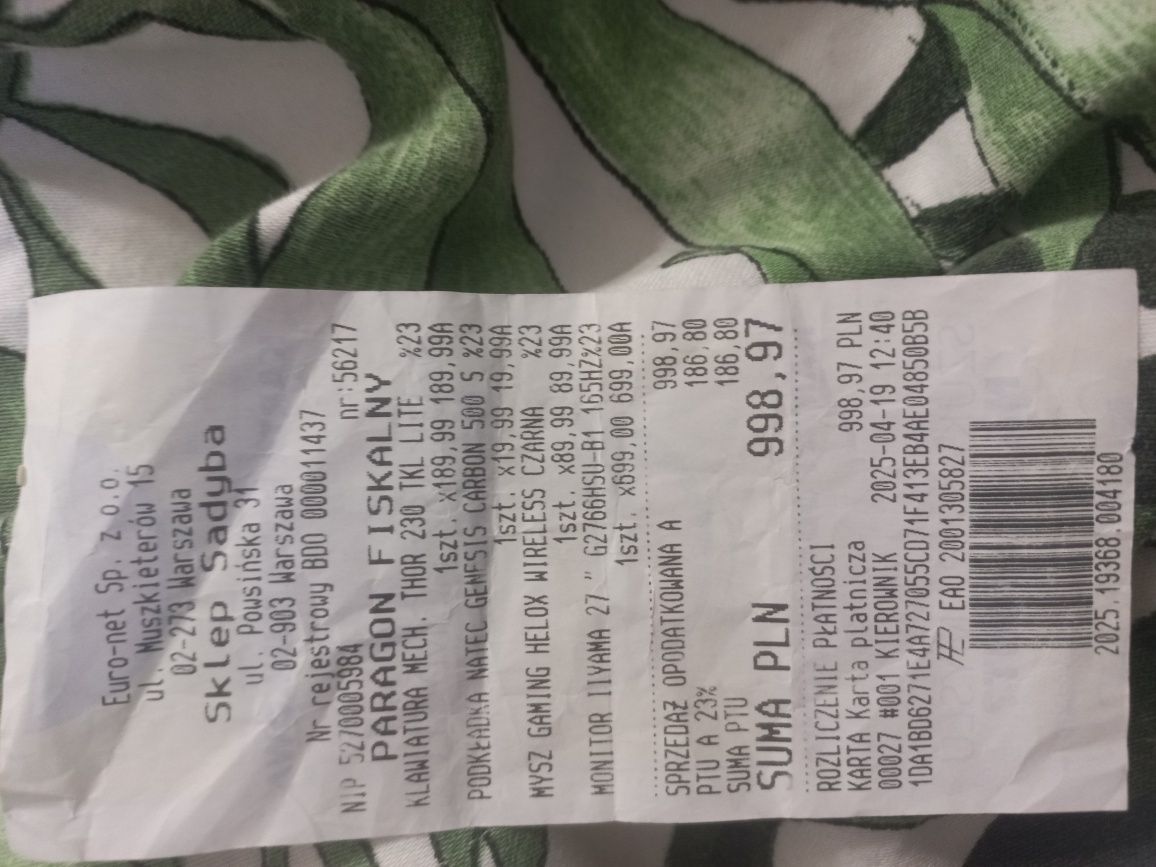 Euro-net Sp. z o.o.
ul. Muszkieterów 15
02-273 Warszawa
Sklep Sadyba
ul. Powsińska 31
02-903 Warszawa
Nr rejestrowy BDO 000011437
NIP 5270005984 nr:56217
PARAGON FISKALNY
KLAWIATURA MECH. THOR 230 TKL LITE %23
1szt. x189,99 189,99A
PODKŁADKA NATEC GENESIS CARBON 500 S %23
1szt. x19,99 19,99A
MYSZ GAMING HELOX WIRELESS CZARNA %23
1szt. x89,99 89,99A
MONITOR IIYAMA 27 " G2766HSU-B1 165HZ%23
1szt. x699,00 699,00A
SPRZEDAŻ OPODATKOWANA A 998,97
PTU A 23% 186,80
SUMA PTU 186,80
SUMA PLN 998,97
ROZLICZENIE PŁATNOŚCI
KARTA Karta płatnicza 998,97 PLN
00027 #001 KIEROWNIK 2025-04-19 12:40
1DA1BD6271E4A7727055CD71F413EB4AE04850B5B
EAO 2001305827
2025.19368 004180